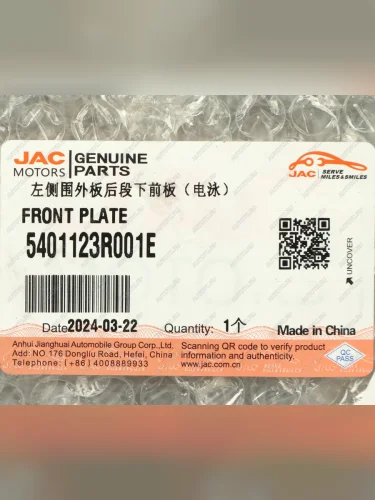 JAC MOTORS
GENUINE PARTS
JAC
SERVE
MILES&SMILES
左侧围外板后段下前板（电泳）
FRONT PLATE
5401123R001E
UNCOVER
Date 2024-03-22
Quantity: 1个
Made in China
Anhui Jianghuai Automobile Group Corp., Ltd.
Add: NO.176 Dongliu Road, Hefei, China
Telephone: (+86) 4008889933
Scanning QR code to verify product
information and authenticity.
www.jac.com.cn
QC
PASS